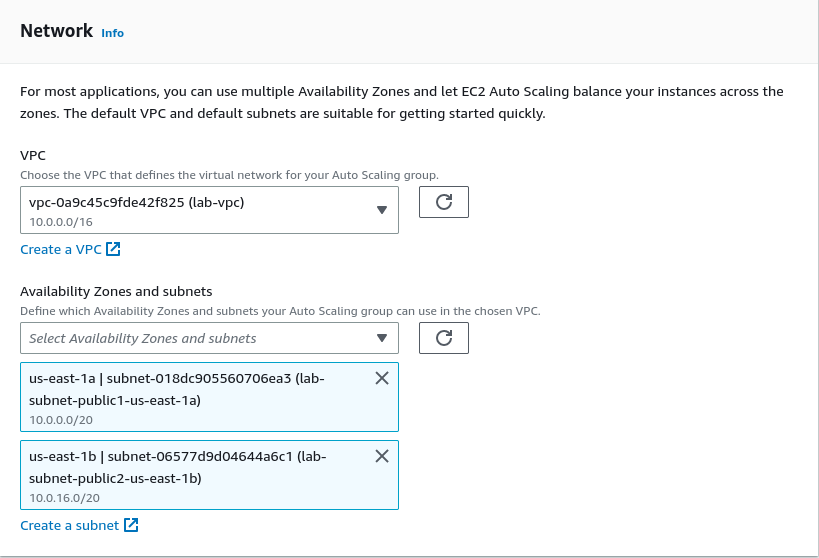 Network Info
For most applications, you can use multiple Availability Zones and let EC2 Auto Scaling balance your instances across the
zones. The default VPC and default subnets are suitable for getting started quickly.
VPC
Choose the VPC that defines the virtual network for your Auto Scaling group.
vpc-0a9c45c9fde42f825 (lab-vpc)
10.0.0.0/16
Create a VPC
Availability Zones and subnets
Define which Availability Zones and subnets your Auto Scaling group can use in the chosen VPC.
Select Availability Zones and subnets
us-east-1a | subnet-018dc905560706ea3 (lab-
subnet-public1-us-east-1a)
10.0.0.0/20
us-east-1b | subnet-06577d9d04644a6c1 (lab-
subnet-public2-us-east-1b)
10.0.16.0/20
Create a subnet